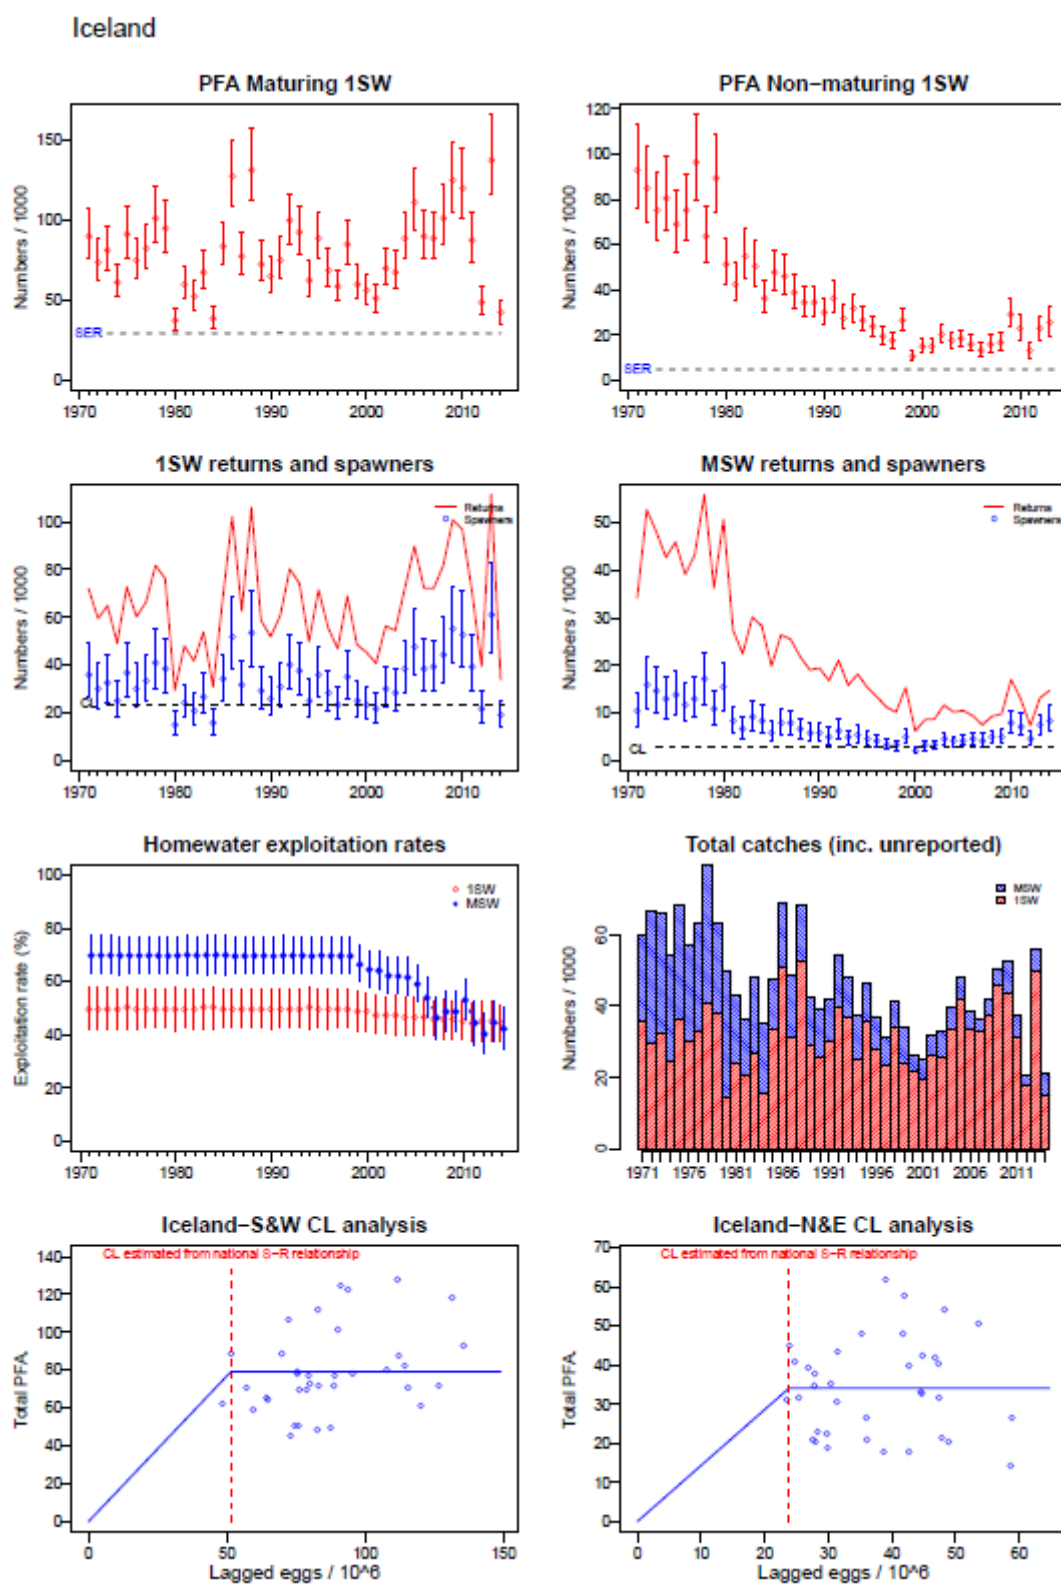 Iceland
PFA Maturing 1SW
Numbers / 1000
150
100
50
0
SER
1970 1980 1990 2000 2010
PFA Non−maturing 1SW
Numbers / 1000
120
100
80
60
40
20
0
SER
1970 1980 1990 2000 2010
1SW returns and spawners
Numbers / 1000
100
80
60
40
20
0
Returns
Spawners
CL
1970 1980 1990 2000 2010
MSW returns and spawners
Numbers / 1000
50
40
30
20
10
0
Returns
Spawners
CL
1970 1980 1990 2000 2010
Homewater exploitation rates
Exploitation rate (%)
100
80
60
40
20
0
1SW
MSW
1970 1980 1990 2000 2010
Total catches (inc. unreported)
Numbers / 1000
60
40
20
0
MSW
1SW
1971 1976 1981 1986 1991 1996 2001 2006 2011
Iceland−S&W CL analysis
CL estimated from national S−R relationship
Total PFA.
140
120
100
80
60
40
20
0
0 50 100 150
Lagged eggs / 10^6
Iceland−N&E CL analysis
CL estimated from national S−R relationship
Total PFA.
70
60
50
40
30
20
10
0
0 10 20 30 40 50 60
Lagged eggs / 10^6